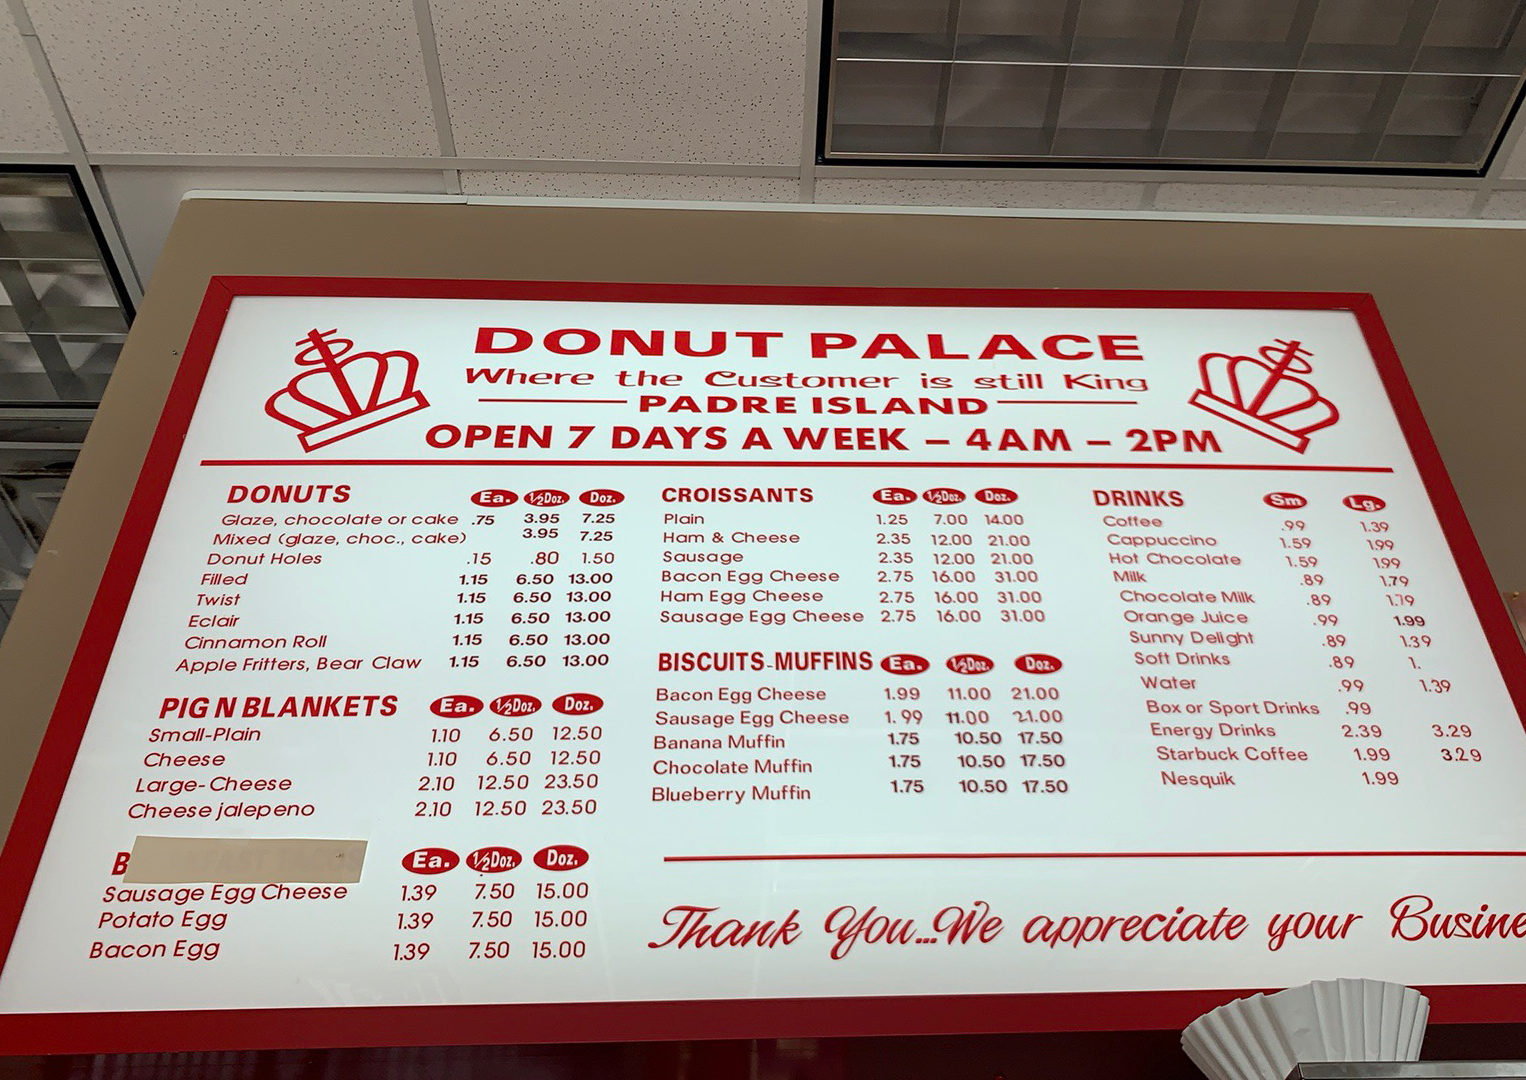 DONUT PALACE
Where the Customer is still King
PADRE ISLAND
OPEN 7 DAYS A WEEK – 4AM – 2PM
DONUTS Ea. 1/2Doz. Doz.
Glaze, chocolate or cake .75 3.95 7.25
Mixed (glaze, choc., cake) 3.95 7.25
Donut Holes .15 .80 1.50
Filled 1.15 6.50 13.00
Twist 1.15 6.50 13.00
Eclair 1.15 6.50 13.00
Cinnamon Roll 1.15 6.50 13.00
Apple Fritters, Bear Claw 1.15 6.50 13.00
PIG N BLANKETS Ea. 1/2Doz. Doz.
Small-Plain 1.10 6.50 12.50
Cheese 1.10 6.50 12.50
Large-Cheese 2.10 12.50 23.50
Cheese jalepeno 2.10 12.50 23.50
B Ea. 1/2Doz. Doz.
Sausage Egg Cheese 1.39 7.50 15.00
Potato Egg 1.39 7.50 15.00
Bacon Egg 1.39 7.50 15.00
CROISSANTS Ea. 1/2Doz. Doz.
Plain 1.25 7.00 14.00
Ham & Cheese 2.35 12.00 21.00
Sausage 2.35 12.00 21.00
Bacon Egg Cheese 2.75 16.00 31.00
Ham Egg Cheese 2.75 16.00 31.00
Sausage Egg Cheese 2.75 16.00 31.00
BISCUITS-MUFFINS Ea. 1/2Doz. Doz.
Bacon Egg Cheese 1.99 11.00 21.00
Sausage Egg Cheese 1.99 11.00 21.00
Banana Muffin 1.75 10.50 17.50
Chocolate Muffin 1.75 10.50 17.50
Blueberry Muffin 1.75 10.50 17.50
DRINKS Sm Lg.
Coffee .99 1.39
Cappuccino 1.59 1.99
Hot Chocolate 1.59 1.99
Milk .89 1.79
Chocolate Milk .89 1.79
Orange Juice .99 1.99
Sunny Delight .89 1.39
Soft Drinks .89 1.
Water .99 1.39
Box or Sport Drinks .99
Energy Drinks 2.39 3.29
Starbuck Coffee 1.99 3.29
Nesquik 1.99
Thank You...We appreciate your Busine